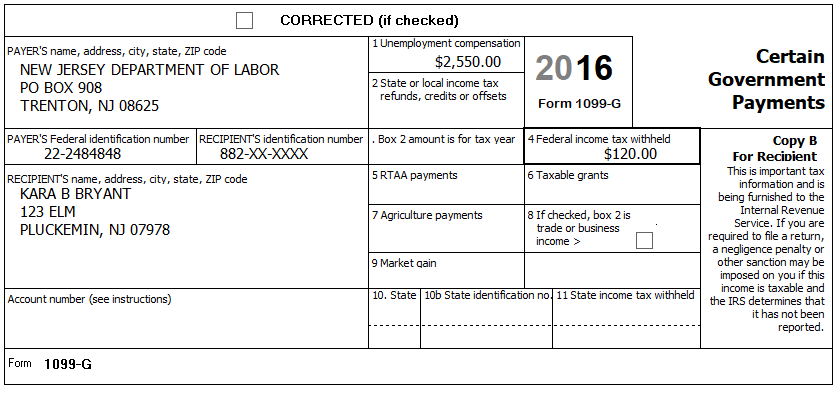 CORRECTED (if checked)
PAYER'S name, address, city, state, ZIP code
NEW JERSEY DEPARTMENT OF LABOR
PO BOX 908
TRENTON, NJ 08625
1 Unemployment compensation
$2,550.00
2 State or local income tax
refunds, credits or offsets
2016
Form 1099-G
Certain
Government
Payments
PAYER'S Federal identification number
22-2484848
RECIPIENT'S identification number
882-XX-XXXX
. Box 2 amount is for tax year
4 Federal income tax withheld
$120.00
Copy B
For Recipient
This is important tax
information and is
being furnished to the
Internal Revenue
Service. If you are
required to file a return,
a negligence penalty or
other sanction may be
imposed on you if this
income is taxable and
the IRS determines that
it has not been
reported.
RECIPIENT'S name, address, city, state, ZIP code
KARA B BRYANT
123 ELM
PLUCKEMIN, NJ 07978
5 RTAA payments
6 Taxable grants
7 Agriculture payments
8 If checked, box 2 is
trade or business
income >
9 Market gain
Account number (see instructions)
10. State
10b State identification no.
11 State income tax withheld
Form 1099-G